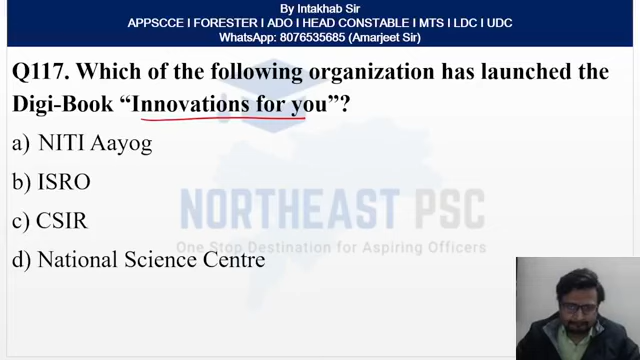 By Intakhab Sir
APPSCCE I FORESTER I ADO I HEAD CONSTABLE I MTS I LDC I UDC
WhatsApp: 8076535685 (Amarjeet Sir)
Q117. Which of the following organization has launched the
Digi-Book “Innovations for you”?
a) NITI Aayog
b) ISRO
c) CSIR
d) National Science Centre
NORTHEAST PSC
One Stop Destination for Aspiring Officers